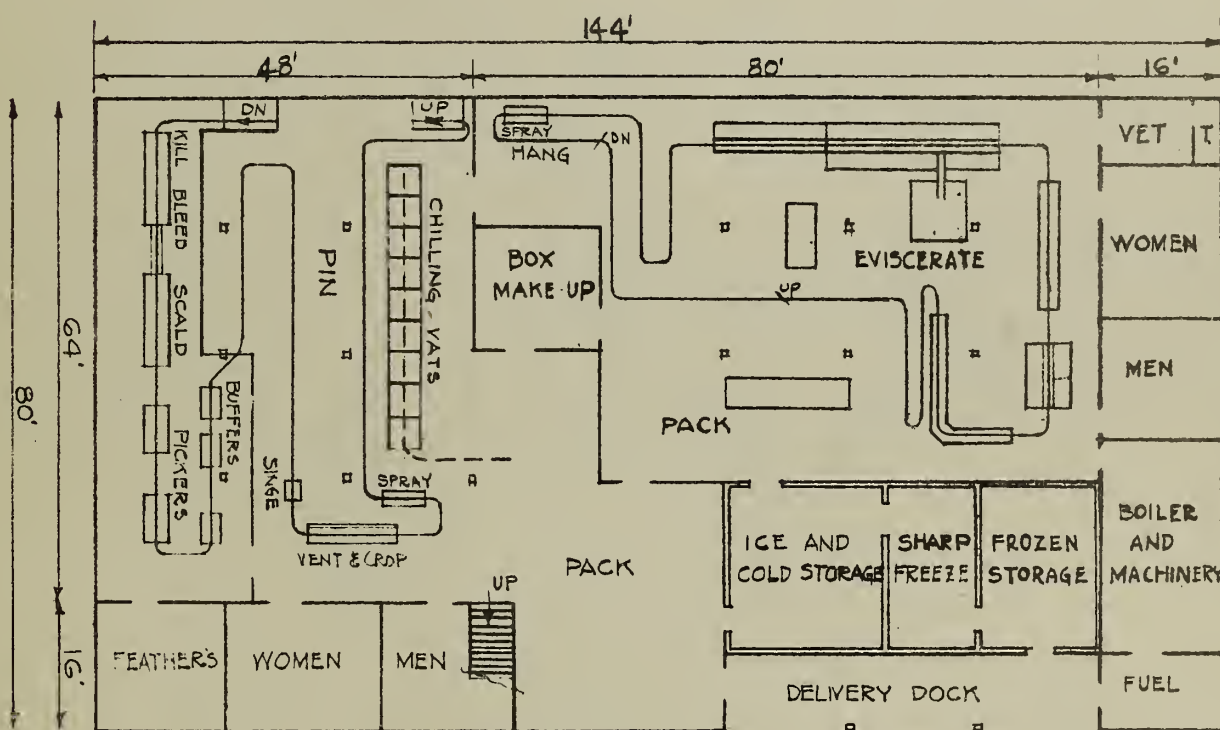 144'
48'
80'
16'
DN
UP
SPRAY
HANG
DN
VET
T.
KILL BLEED SCALD
PIN
CHILLING-VATS
BOX
MAKE-UP
EVISCERATE
UP
WOMEN
MEN
64'
80'
BUFFERS
PICKERS
SINGE
SPRAY
VENT & CROP
PACK
PACK
UP
ICE AND
COLD STORAGE
SHARP
FREEZE
FROZEN
STORAGE
BOILER
AND
MACHINERY
16'
FEATHER'S
WOMEN
MEN
DELIVERY DOCK
FUEL